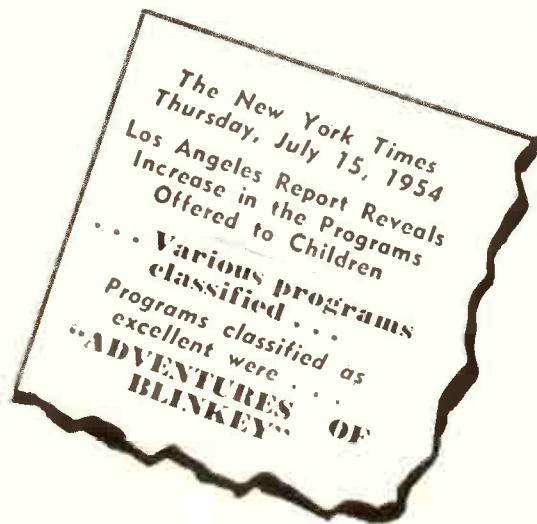 The New York Times
Thursday, July 15, 1954
Los Angeles Report Reveals
Increase in the Programs
Offered to Children
. . . Various programs
classified . . .
Programs classified as
excellent were . . .
"ADVENTURES OF
BLINKEY"